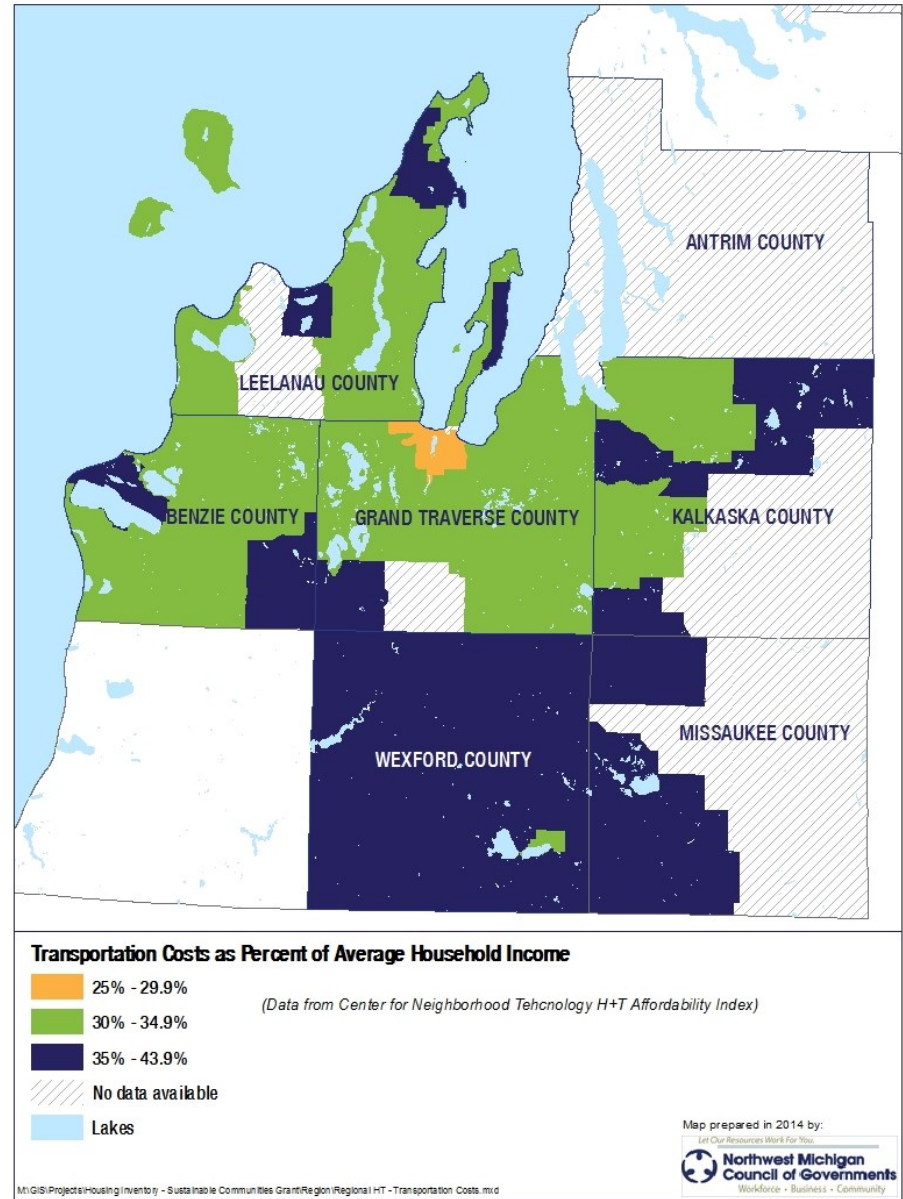 ANTRIM COUNTY
LEELANAU COUNTY
BENZIE COUNTY
GRAND TRAVERSE COUNTY
KALKASKA COUNTY
WEXFORD COUNTY
MISSAUKEE COUNTY
Transportation Costs as Percent of Average Household Income
25% - 29.9%
(Data from Center for Neighborhood Tehcnology H+T Affordability Index)
30% - 34.9%
35% - 43.9%
No data available
Lakes
Map prepared in 2014 by:
Let Our Resources Work For You.
Northwest Michigan
Council of Governments
Workforce • Business • Community
M:\GIS\Projects\Housing Inventory - Sustainable Communities Grant\Region\Regional HT - Transportation Costs.mxd